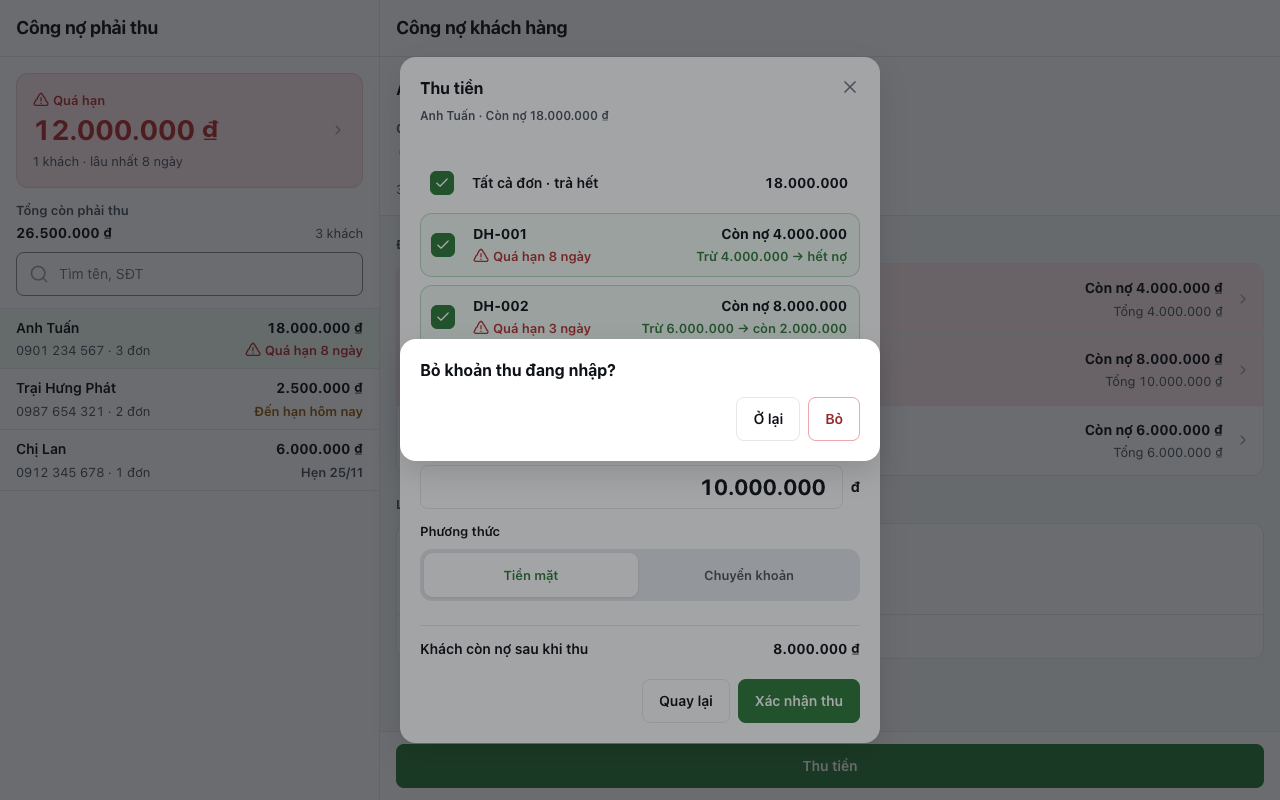 Công nợ phải thu
Quá hạn
12.000.000 ₫
1 khách · lâu nhất 8 ngày
Tổng còn phải thu
26.500.000 ₫
3 khách
Tìm tên, SĐT
Anh Tuấn
18.000.000 ₫
0901 234 567 · 3 đơn
Quá hạn 8 ngày
Trại Hưng Phát
2.500.000 ₫
0987 654 321 · 2 đơn
Đến hạn hôm nay
Chị Lan
6.000.000 ₫
0912 345 678 · 1 đơn
Hẹn 25/11
Công nợ khách hàng
Còn nợ 4.000.000 ₫
Tổng 4.000.000 ₫
Còn nợ 8.000.000 ₫
Tổng 10.000.000 ₫
Còn nợ 6.000.000 ₫
Tổng 6.000.000 ₫
Thu tiền
Thu tiền
Anh Tuấn · Còn nợ 18.000.000 ₫
Tất cả đơn · trả hết
18.000.000
DH-001
Còn nợ 4.000.000
Quá hạn 8 ngày
Trừ 4.000.000 → hết nợ
DH-002
Còn nợ 8.000.000
Quá hạn 3 ngày
Trừ 6.000.000 → còn 2.000.000
Bỏ khoản thu đang nhập?
Ở lại
Bỏ
10.000.000
đ
Phương thức
Tiền mặt
Chuyển khoản
Khách còn nợ sau khi thu
8.000.000 ₫
Quay lại
Xác nhận thu